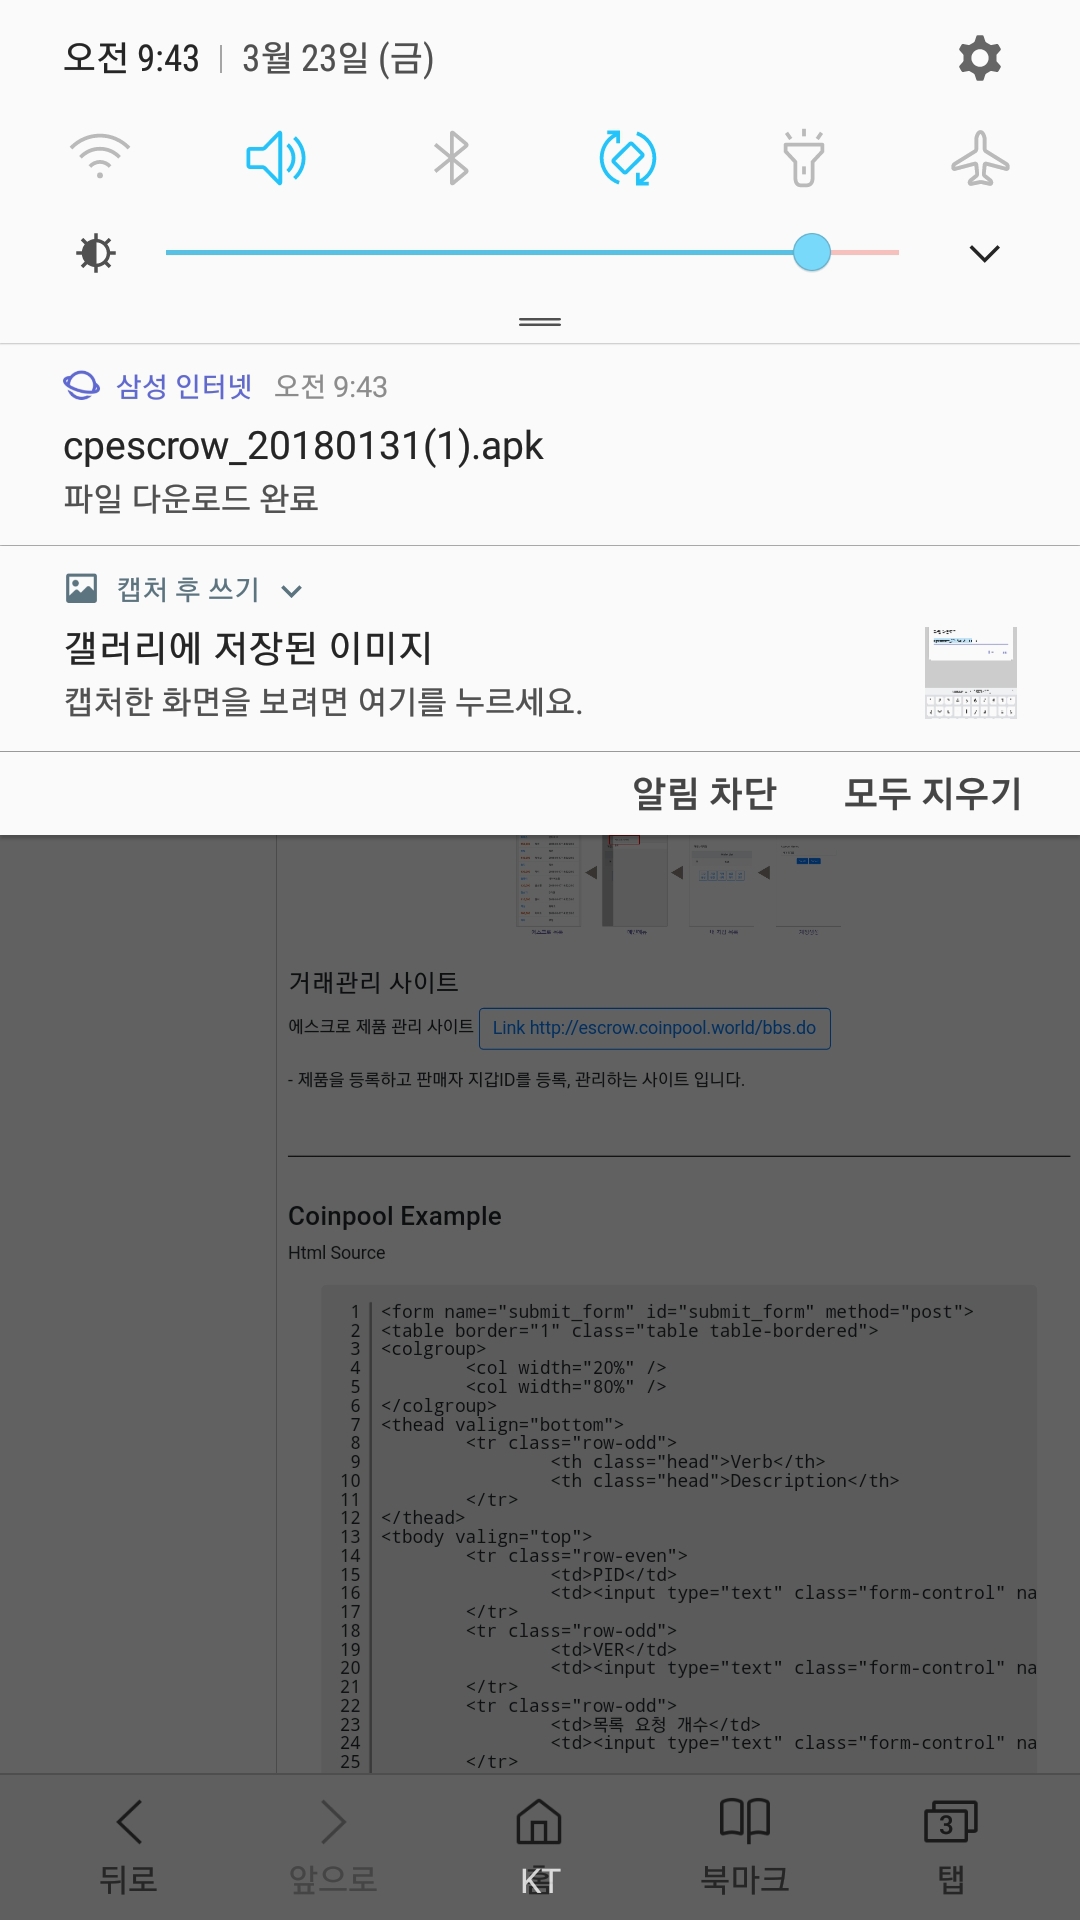 오전 9:43 | 3월 23일 (금)
삼성 인터넷 오전 9:43
cpescrow_20180131(1).apk
파일 다운로드 완료
캡처 후 쓰기
갤러리에 저장된 이미지
캡처한 화면을 보려면 여기를 누르세요.
알림 차단 모두 지우기
거래관리 사이트
에스크로 제품 관리 사이트 Link http://escrow.coinpool.world/bbs.do
- 제품을 등록하고 판매자 지갑ID를 등록, 관리하는 사이트 입니다.
Coinpool Example
Html Source
1 <form name="submit_form" id="submit_form" method="post">
2 <table border="1" class="table table-bordered">
3 <colgroup>
4 <col width="20%" />
5 <col width="80%" />
6 </colgroup>
7 <thead valign="bottom">
8 <tr class="row-odd">
9 <th class="head">Verb</th>
10 <th class="head">Description</th>
11 </tr>
12 </thead>
13 <tbody valign="top">
14 <tr class="row-even">
15 <td>PID</td>
16 <td><input type="text" class="form-control" na
17 </tr>
18 <tr class="row-odd">
19 <td>VER</td>
20 <td><input type="text" class="form-control" na
21 </tr>
22 <tr class="row-odd">
23 <td>목록 요청 개수</td>
24 <td><input type="text" class="form-control" na
25 </tr>
3
뒤로 앞으로 홈 북마크 탭
KT